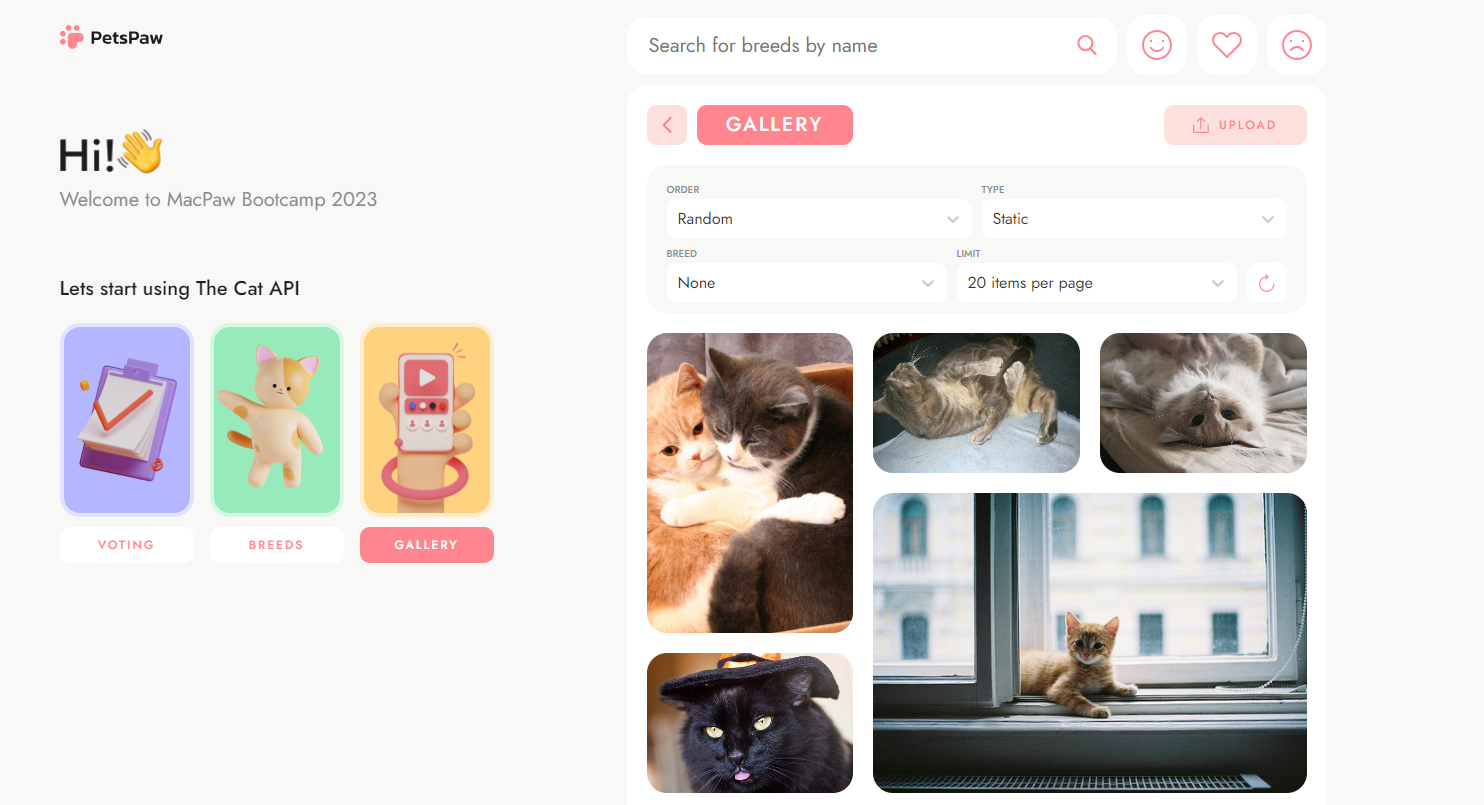 PetsPaw
Hi!👋
Welcome to MacPaw Bootcamp 2023
Lets start using The Cat API
VOTING
BREEDS
GALLERY
Search for breeds by name
GALLERY
UPLOAD
ORDER
Random
TYPE
Static
BREED
None
LIMIT
20 items per page